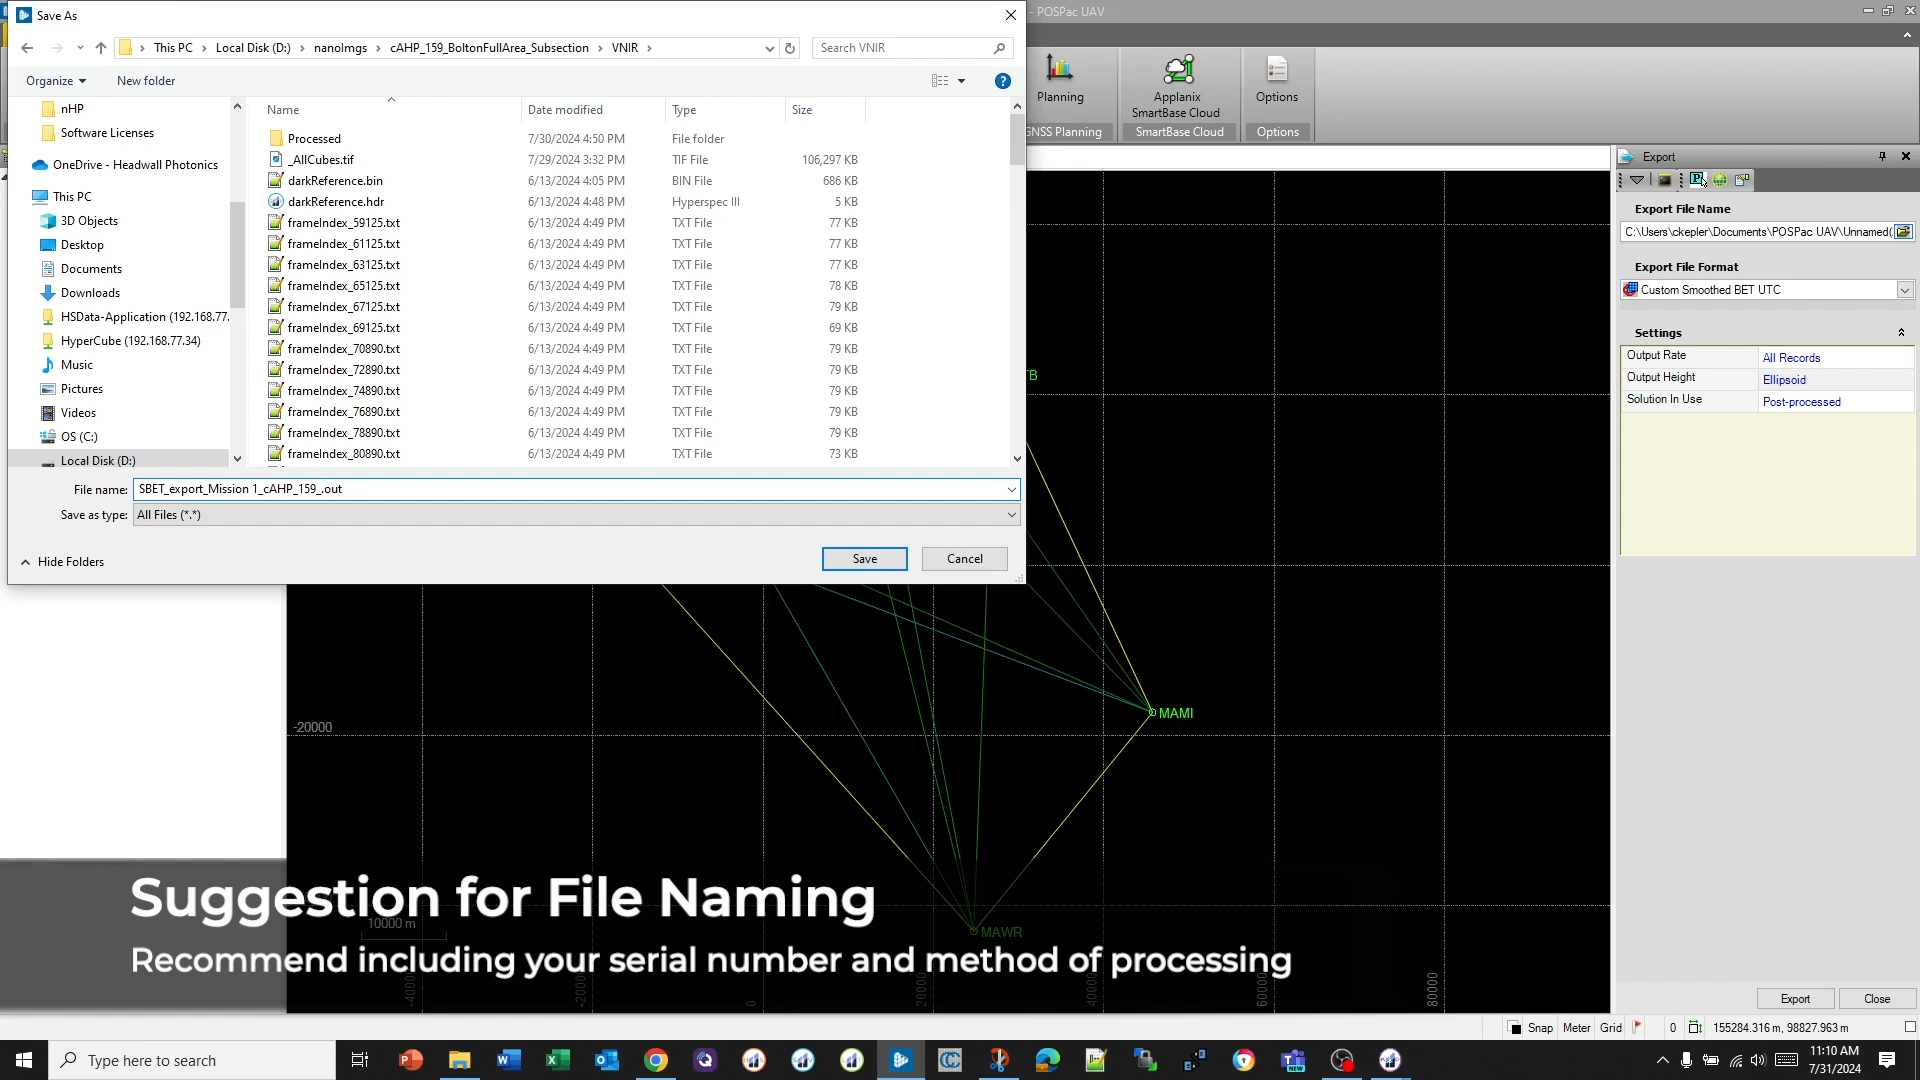 Save As
- POSPac UAV
This PC > Local Disk (D:) > nanoImgs > cAHP_159_BoltonFullArea_Subsection > VNIR >
Search VNIR
Organize
New folder
nHP
Software Licenses
OneDrive - Headwall Photonics
This PC
3D Objects
Desktop
Documents
Downloads
HSData-Application (192.168.77.
HyperCube (192.168.77.34)
Music
Pictures
Videos
OS (C:)
Local Disk (D:)
Name Date modified Type Size
Processed 7/30/2024 4:50 PM File folder
_AllCubes.tif 7/29/2024 3:32 PM TIF File 106,297 KB
darkReference.bin 6/13/2024 4:05 PM BIN File 686 KB
darkReference.hdr 6/13/2024 4:48 PM Hyperspec III 5 KB
frameIndex_59125.txt 6/13/2024 4:49 PM TXT File 77 KB
frameIndex_61125.txt 6/13/2024 4:49 PM TXT File 77 KB
frameIndex_63125.txt 6/13/2024 4:49 PM TXT File 77 KB
frameIndex_65125.txt 6/13/2024 4:49 PM TXT File 78 KB
frameIndex_67125.txt 6/13/2024 4:49 PM TXT File 79 KB
frameIndex_69125.txt 6/13/2024 4:49 PM TXT File 69 KB
frameIndex_70890.txt 6/13/2024 4:49 PM TXT File 79 KB
frameIndex_72890.txt 6/13/2024 4:49 PM TXT File 79 KB
frameIndex_74890.txt 6/13/2024 4:49 PM TXT File 79 KB
frameIndex_76890.txt 6/13/2024 4:49 PM TXT File 79 KB
frameIndex_78890.txt 6/13/2024 4:49 PM TXT File 79 KB
frameIndex_80890.txt 6/13/2024 4:49 PM TXT File 73 KB
File name: SBET_export_Mission 1_cAHP_159_.out
Save as type: All Files (*.*)
Hide Folders
Save
Cancel
Planning
GNSS Planning
Applanix
SmartBase Cloud
SmartBase Cloud
Options
Options
Export
Export File Name
C:\Users\ckepler\Documents\POSPac UAV\Unnamed(
Export File Format
Custom Smoothed BET UTC
Settings
Output Rate All Records
Output Height Ellipsoid
Solution In Use Post-processed
TB
MAMI
MAWR
-20000
10000 m
-40000
0
20000
40000
60000
80000
Suggestion for File Naming
Recommend including your serial number and method of processing
Export
Close
Snap Meter Grid 0 155284.316 m, 98827.963 m
Type here to search
NEW
11:10 AM
7/31/2024